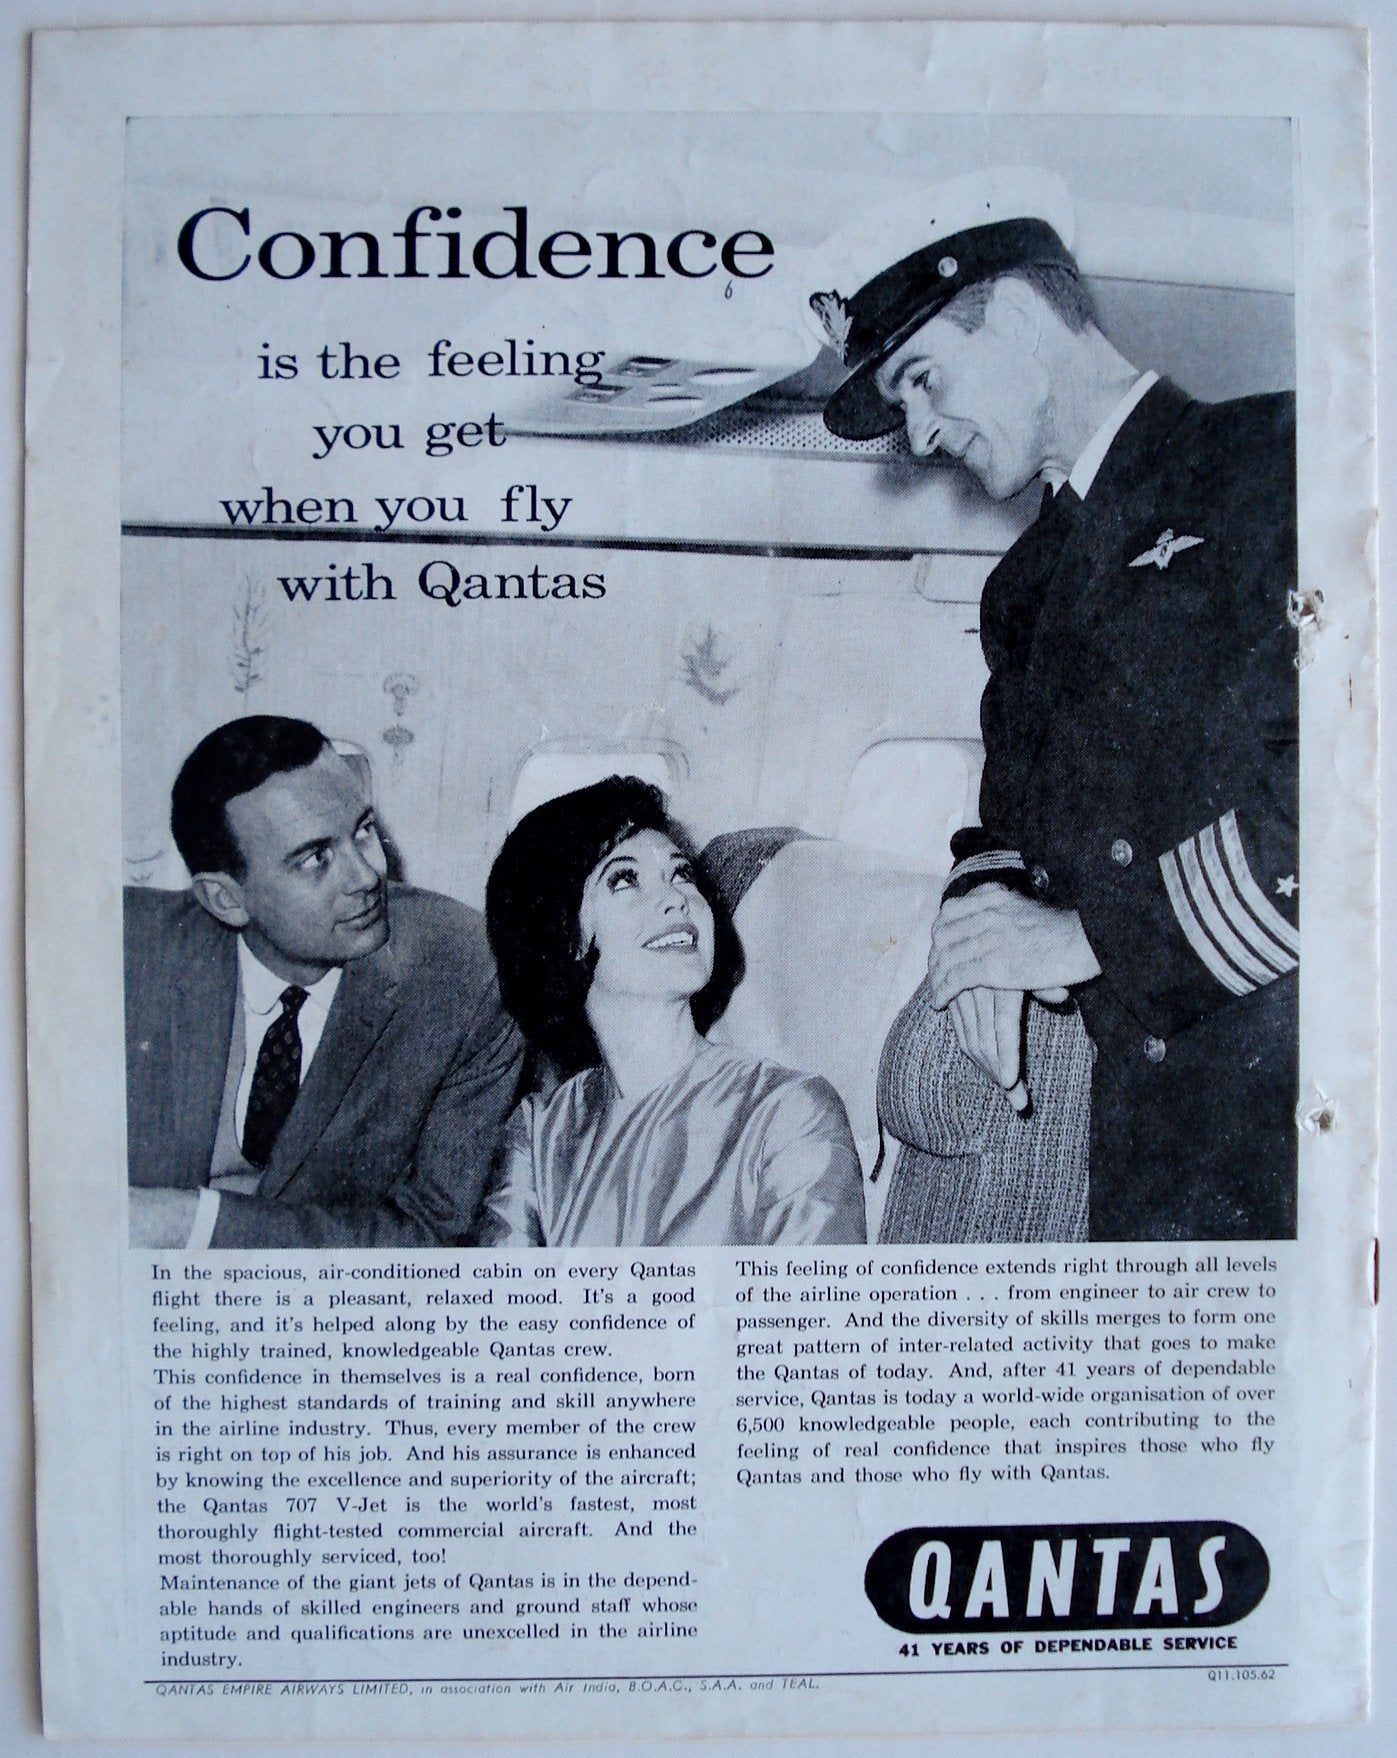 Confidence
6
is the feeling
you get
when you fly
with Qantas
In the spacious, air-conditioned cabin on every Qantas
flight there is a pleasant, relaxed mood. It's a good
feeling, and it's helped along by the easy confidence of
the highly trained, knowledgeable Qantas crew.
This confidence in themselves is a real confidence, born
of the highest standards of training and skill anywhere
in the airline industry. Thus, every member of the crew
is right on top of his job. And his assurance is enhanced
by knowing the excellence and superiority of the aircraft;
the Qantas 707 V-Jet is the world's fastest, most
thoroughly flight-tested commercial aircraft. And the
most thoroughly serviced, too!
Maintenance of the giant jets of Qantas is in the depend-
able hands of skilled engineers and ground staff whose
aptitude and qualifications are unexcelled in the airline
industry.
This feeling of confidence extends right through all levels
of the airline operation . . . from engineer to air crew to
passenger. And the diversity of skills merges to form one
great pattern of inter-related activity that goes to make
the Qantas of today. And, after 41 years of dependable
service, Qantas is today a world-wide organisation of over
6,500 knowledgeable people, each contributing to the
feeling of real confidence that inspires those who fly
Qantas and those who fly with Qantas.
QANTAS
41 YEARS OF DEPENDABLE SERVICE
QANTAS EMPIRE AIRWAYS LIMITED, in association with Air India, B.O.A.C., S.A.A. and TEAL.
Q11.105.62